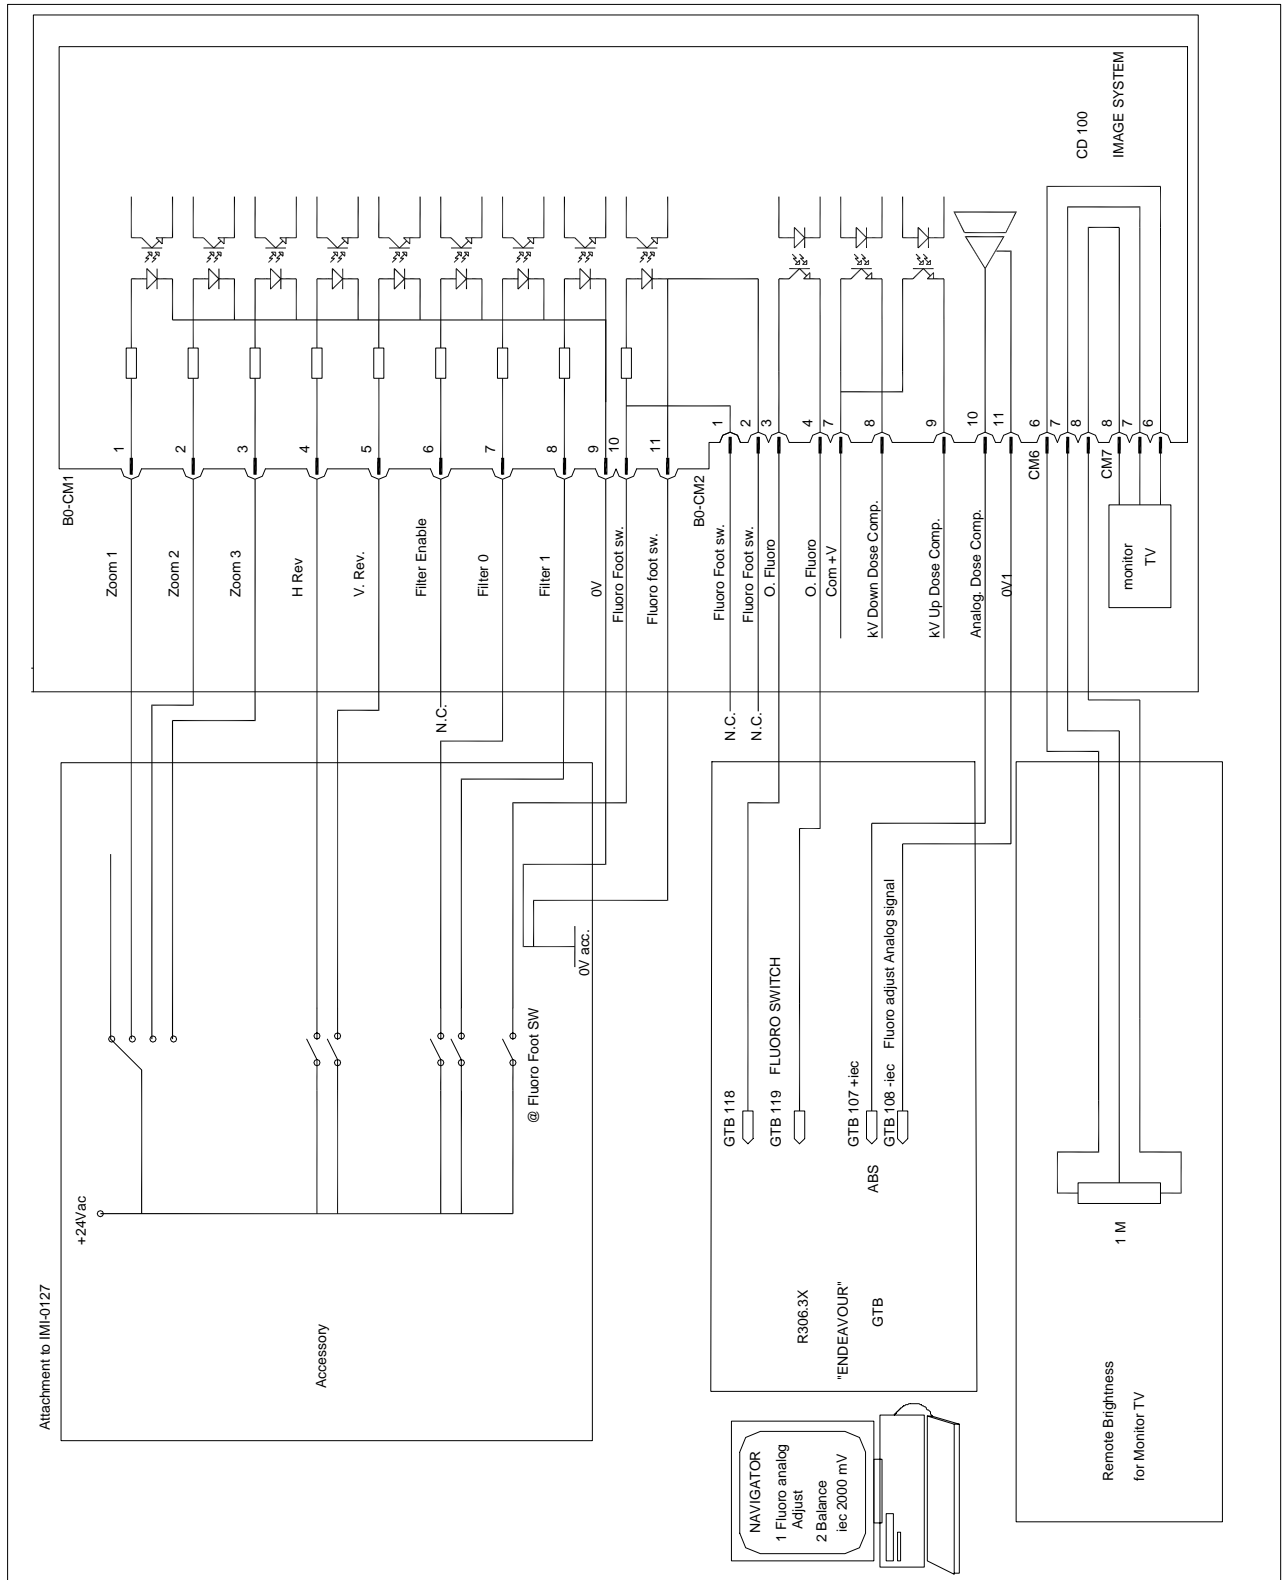 Attachment to IMI-0127
CD 100
IMAGE SYSTEM
B0-CM1
1
2
3
4
5
6
7
8
9
10
11
B0-CM2
1
2
3
4
7
8
9
10
11
CM6
6
7
8
CM7
8
7
6
Zoom 1
Zoom 2
Zoom 3
H Rev
V. Rev.
Filter Enable
Filter 0
Filter 1
0V
Fluoro Foot sw.
Fluoro foot sw.
Fluoro Foot sw.
Fluoro Foot sw.
O. Fluoro
O. Fluoro
Com +V
kV Down Dose Comp.
kV Up Dose Comp.
Analog. Dose Comp.
0V1
monitor
TV
N.C.
N.C.
N.C.
+24Vac
0V acc.
@ Fluoro Foot SW
Accessory
GTB 118
GTB 119 FLUORO SWITCH
GTB 107 +iec
GTB 108 -iec Fluoro adjust Analog signal
ABS
R306.3X
"ENDEAVOUR"
GTB
1 M
Remote Brightness
for Monitor TV
NAVIGATOR
1 Fluoro analog
Adjust
2 Balance
iec 2000 mV